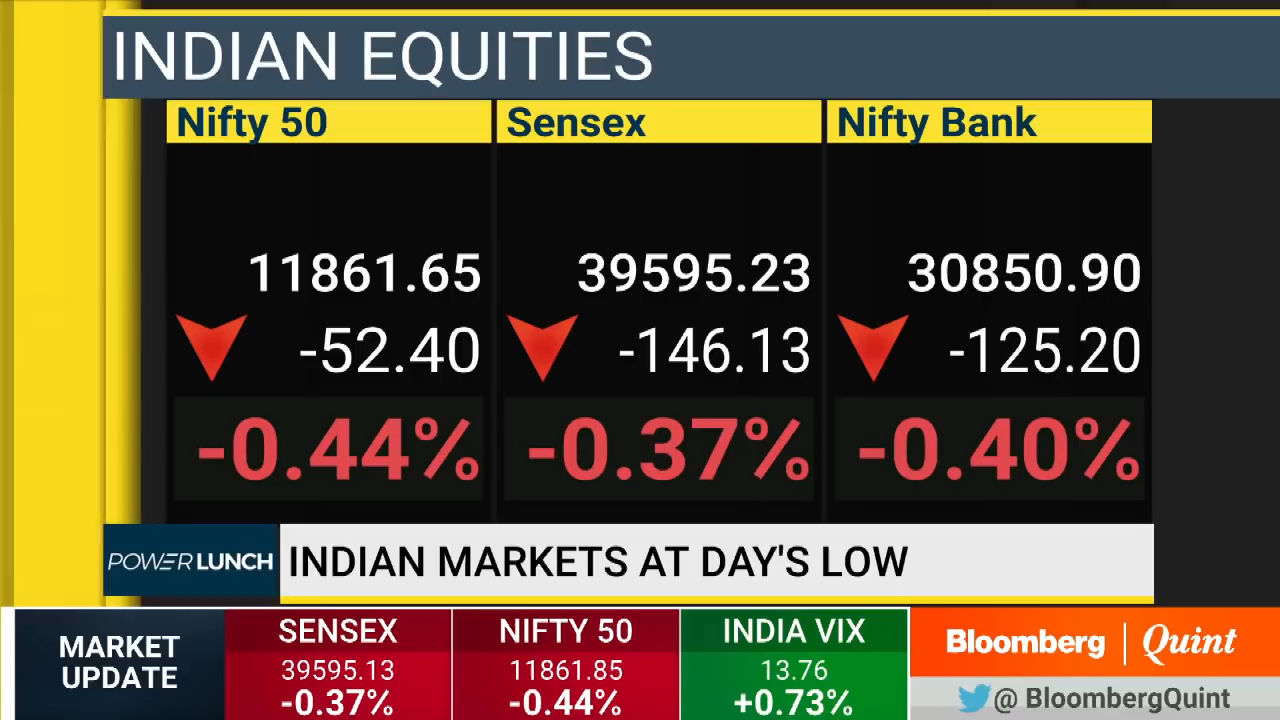 INDIAN EQUITIES
Nifty 50
11861.65
-52.40
-0.44%
Sensex
39595.23
-146.13
-0.37%
Nifty Bank
30850.90
-125.20
-0.40%
POWER LUNCH
INDIAN MARKETS AT DAY'S LOW
MARKET
UPDATE
SENSEX
39595.13
-0.37%
NIFTY 50
11861.85
-0.44%
INDIA VIX
13.76
+0.73%
Bloomberg | Quint
@ BloombergQuint